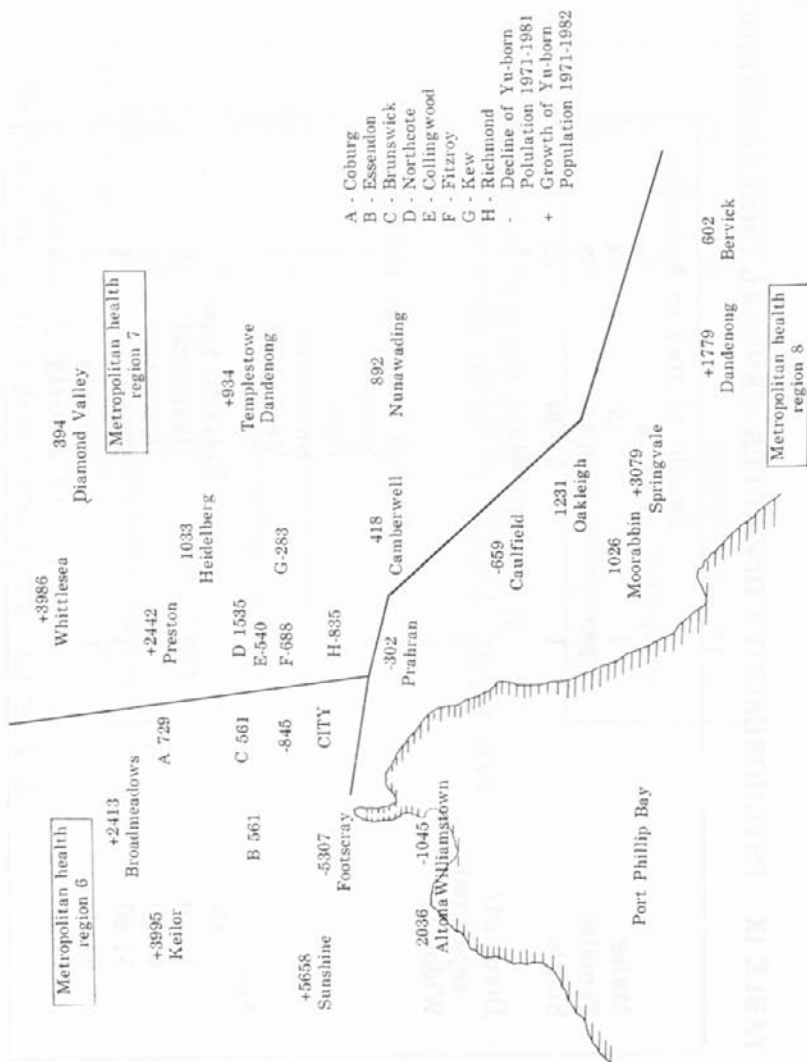 +3986
Whittlesea
394
Diamond Valley
Metropolitan health
region 6
+2413
Broadmeadows
Metropolitan health
region 7
+3995
Keilor
A 729
+2442
Preston
1033
Heidelberg
B 561
C 561
D 1535
E-540
+934
Templestowe
Dandenong
-845
F-688
G-283
+5658
Sunshine
-5307
Footscray
CITY
H-835
-302
Prahran
418
Camberwell
892
Nunawading
2036
Altona
-1045
Williamstown
-659
Caulfield
1231
Oakleigh
1026
Moorabbin
+3079
Springvale
+1779
Dandenong
602
Bervick
Port Phillip Bay
Metropolitan health
region 8
A - Coburg
B - Essendon
C - Brunswick
D - Northcote
E - Collingwood
F - Fitzroy
G - Kew
H - Richmond
- Decline of Yu-born
Polulation 1971-1981
+ Growth of Yu-born
Population 1971-1982